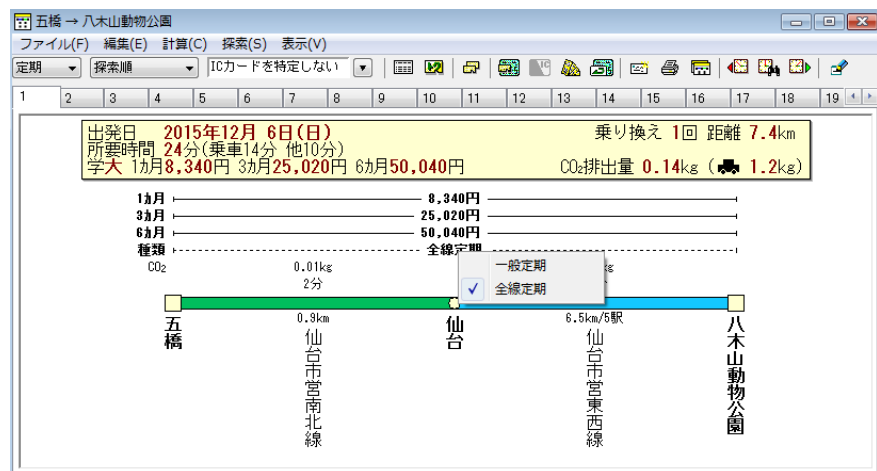 五橋 → 八木山動物公園
ファイル(F) 編集(E) 計算(C) 探索(S) 表示(V)
定期 探索順 ICカードを特定しない
1 2 3 4 5 6 7 8 9 10 11 12 13 14 15 16 17 18 19
出発日 2015年12月 6日(日) 乗り換え 1回 距離 7.4km
所要時間 24分(乗車14分 他10分)
学大 1カ月8,340円 3カ月25,020円 6カ月50,040円 CO₂排出量 0.14kg ( 1.2kg)
1カ月 8,340円
3カ月 25,020円
6カ月 50,040円
種類 全線定期
CO₂ 0.01kg
2分
一般定期
✓ 全線定期
0.9km 6.5km/5駅
五橋 仙台 八木山動物公園
仙台市営南北線 仙台市営東西線